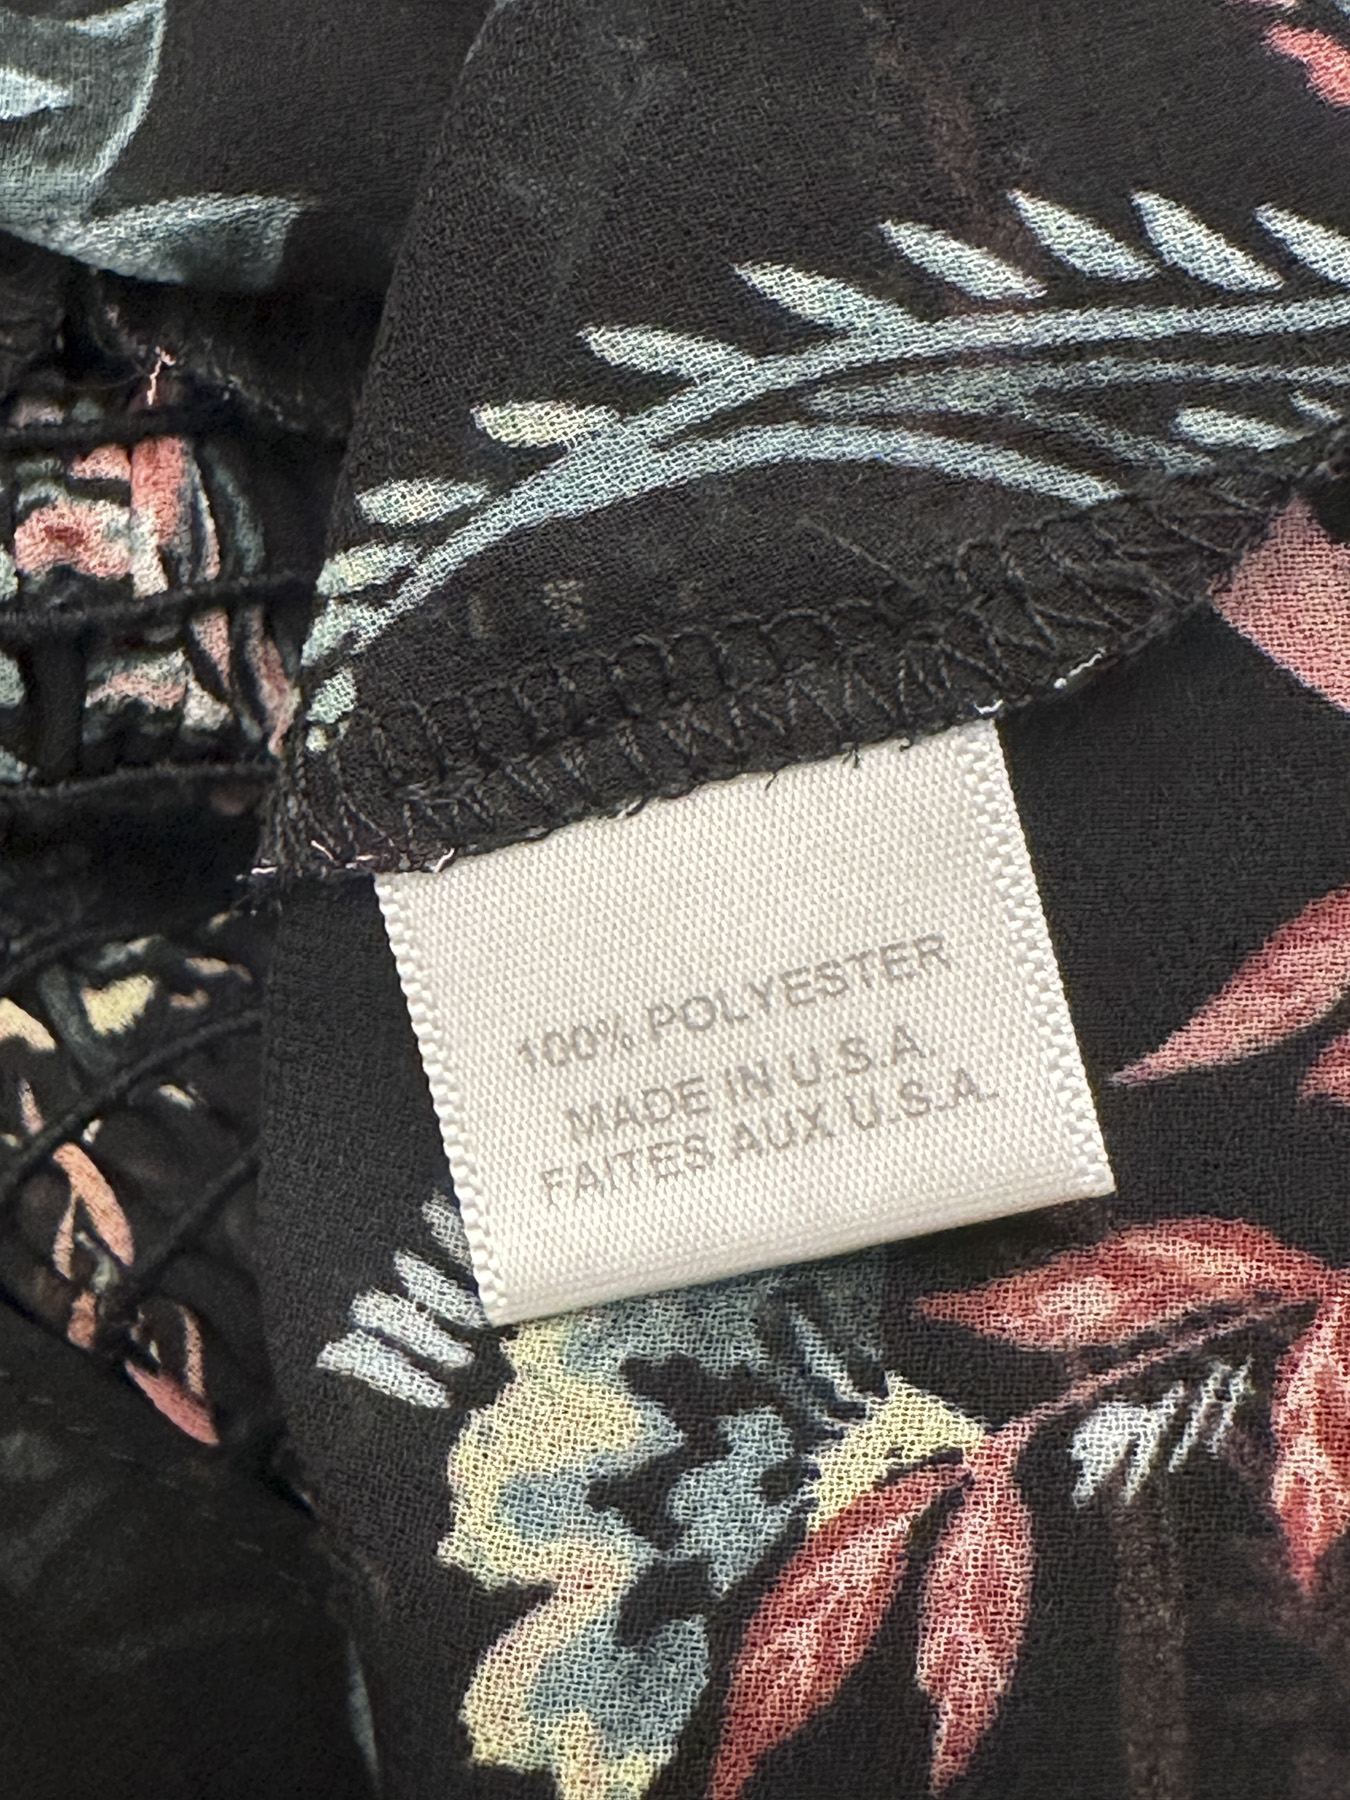 100% POLYESTER
MADE IN U.S.A.
FAITES AUX U.S.A.